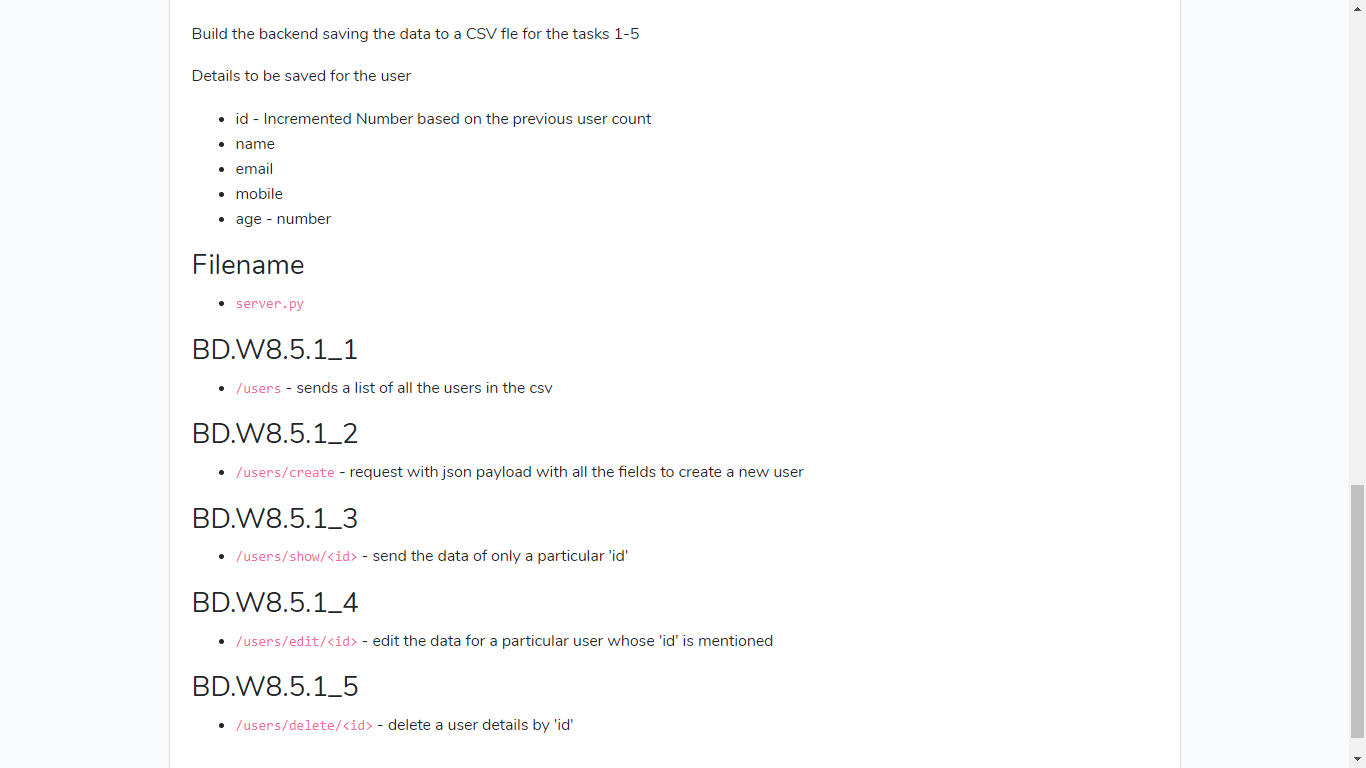 Build the backend saving the data to a CSV fle for the tasks 1-5
Details to be saved for the user
id - Incremented Number based on the previous user count
name
email
mobile
age - number
Filename
server.py
BD.W8.5.1_1
/users - sends a list of all the users in the csv
BD.W8.5.1_2
/users/create - request with json payload with all the fields to create a new user
BD.W8.5.1_3
/users/show/<id> - send the data of only a particular 'id'
BD.W8.5.1_4
/users/edit/<id> - edit the data for a particular user whose 'id' is mentioned
BD.W8.5.1_5
/users/delete/<id> - delete a user details by 'id'